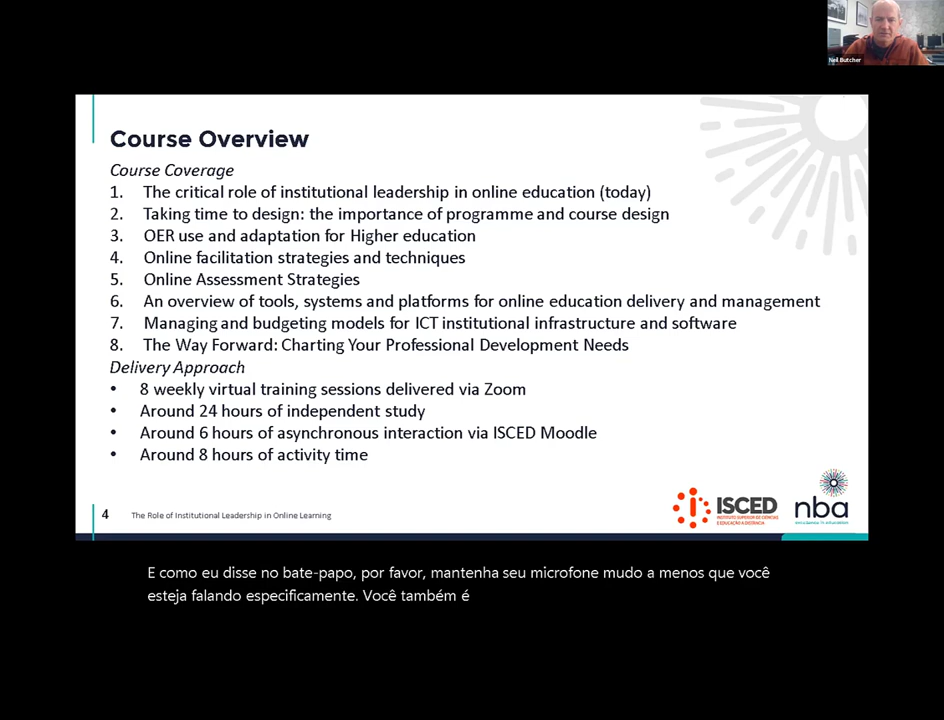 Neil Butcher
Course Overview
Course Coverage
1. The critical role of institutional leadership in online education (today)
2. Taking time to design: the importance of programme and course design
3. OER use and adaptation for Higher education
4. Online facilitation strategies and techniques
5. Online Assessment Strategies
6. An overview of tools, systems and platforms for online education delivery and management
7. Managing and budgeting models for ICT institutional infrastructure and software
8. The Way Forward: Charting Your Professional Development Needs
Delivery Approach
• 8 weekly virtual training sessions delivered via Zoom
• Around 24 hours of independent study
• Around 6 hours of asynchronous interaction via ISCED Moodle
• Around 8 hours of activity time
4 The Role of Institutional Leadership in Online Learning
ISCED
INSTITUTO SUPERIOR DE CIÊNCIAS
E EDUCAÇÃO A DISTÂNCIA
nba
E como eu disse no bate-papo, por favor, mantenha seu microfone mudo a menos que você
esteja falando especificamente. Você também é